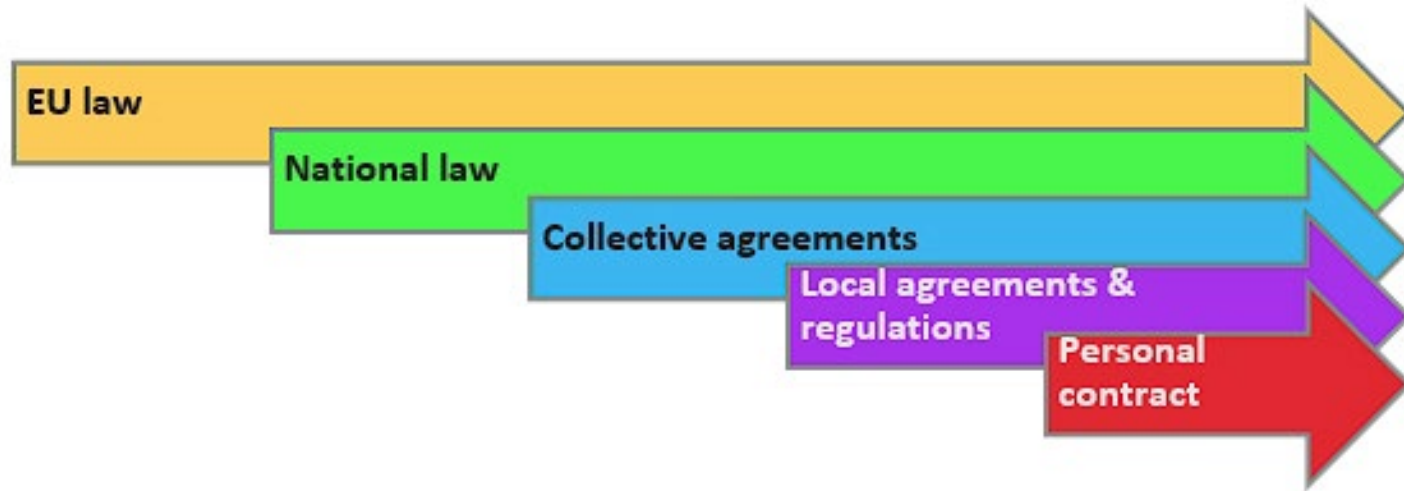 EU law
National law
Collective agreements
Local agreements &
regulations
Personal
contract